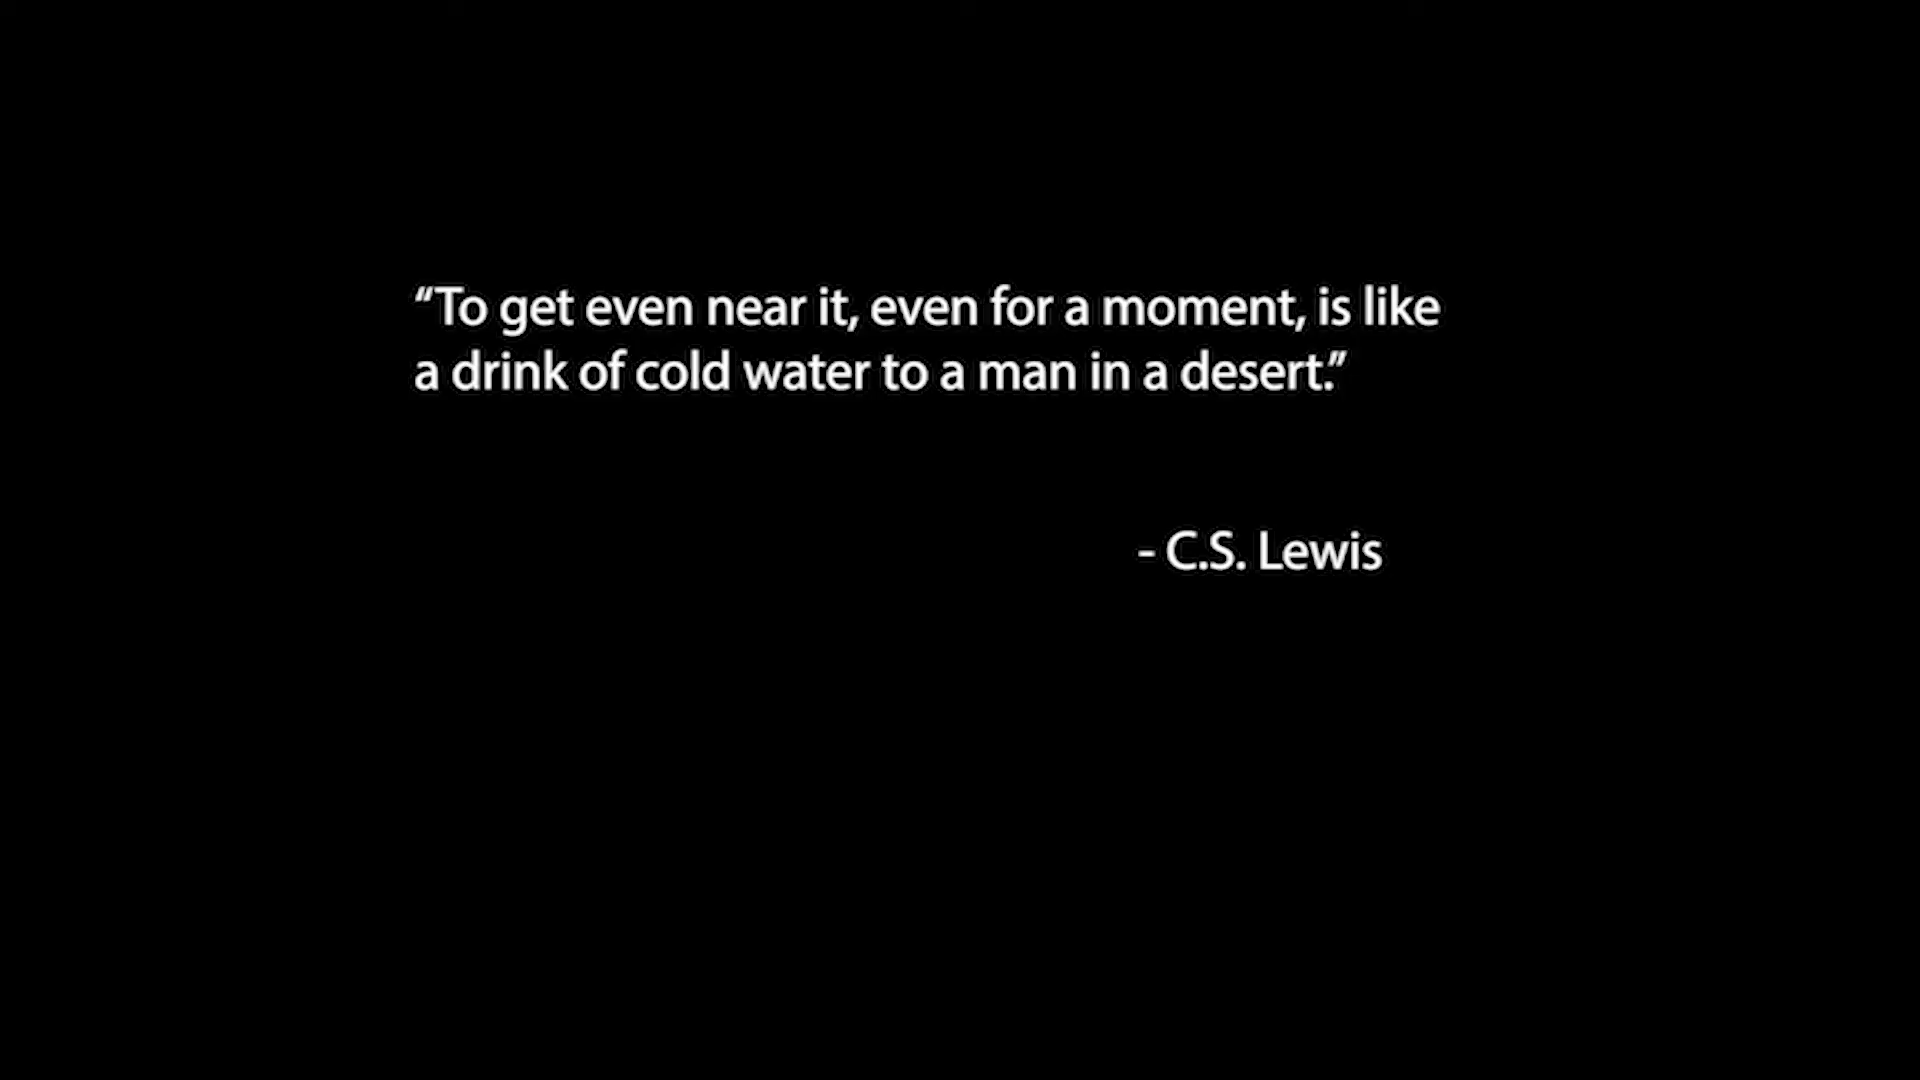 “To get even near it, even for a moment, is like
a drink of cold water to a man in a desert.”
- C.S. Lewis